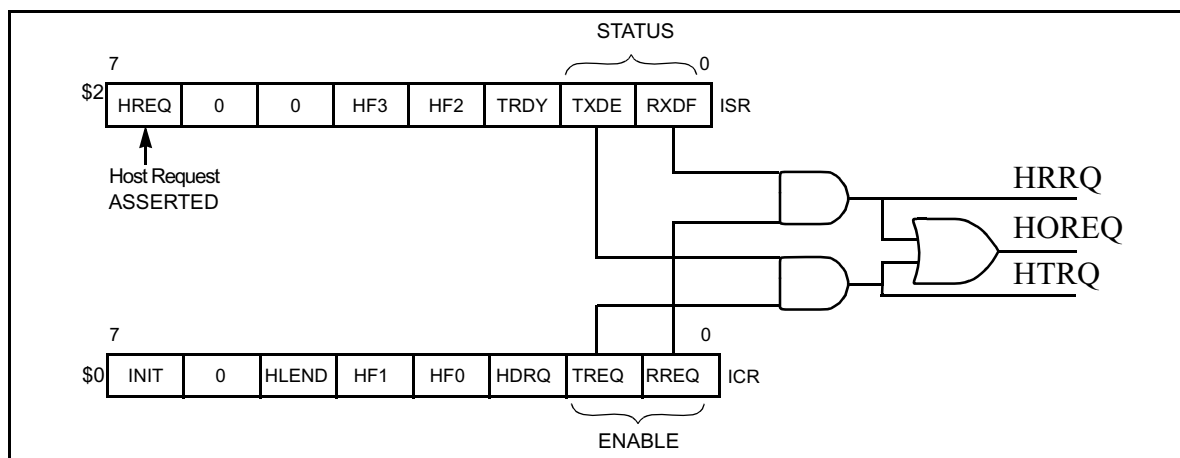 STATUS
7 0
$2 HREQ 0 0 HF3 HF2 TRDY TXDE RXDF ISR
Host Request
ASSERTED
HRRQ
HOREQ
HTRQ
7 0
$0 INIT 0 HLEND HF1 HF0 HDRQ TREQ RREQ ICR
ENABLE